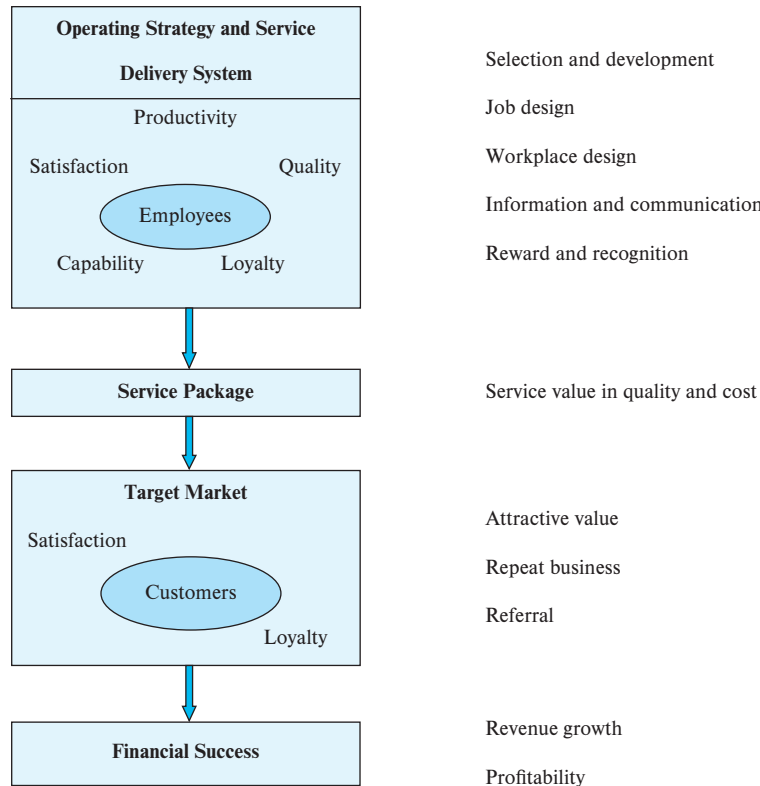 Operating Strategy and Service
Delivery System
Productivity
Satisfaction
Quality
Employees
Capability
Loyalty
Selection and development
Job design
Workplace design
Information and communication
Reward and recognition
Service Package
Service value in quality and cost
Target Market
Satisfaction
Customers
Loyalty
Attractive value
Repeat business
Referral
Financial Success
Revenue growth
Profitability